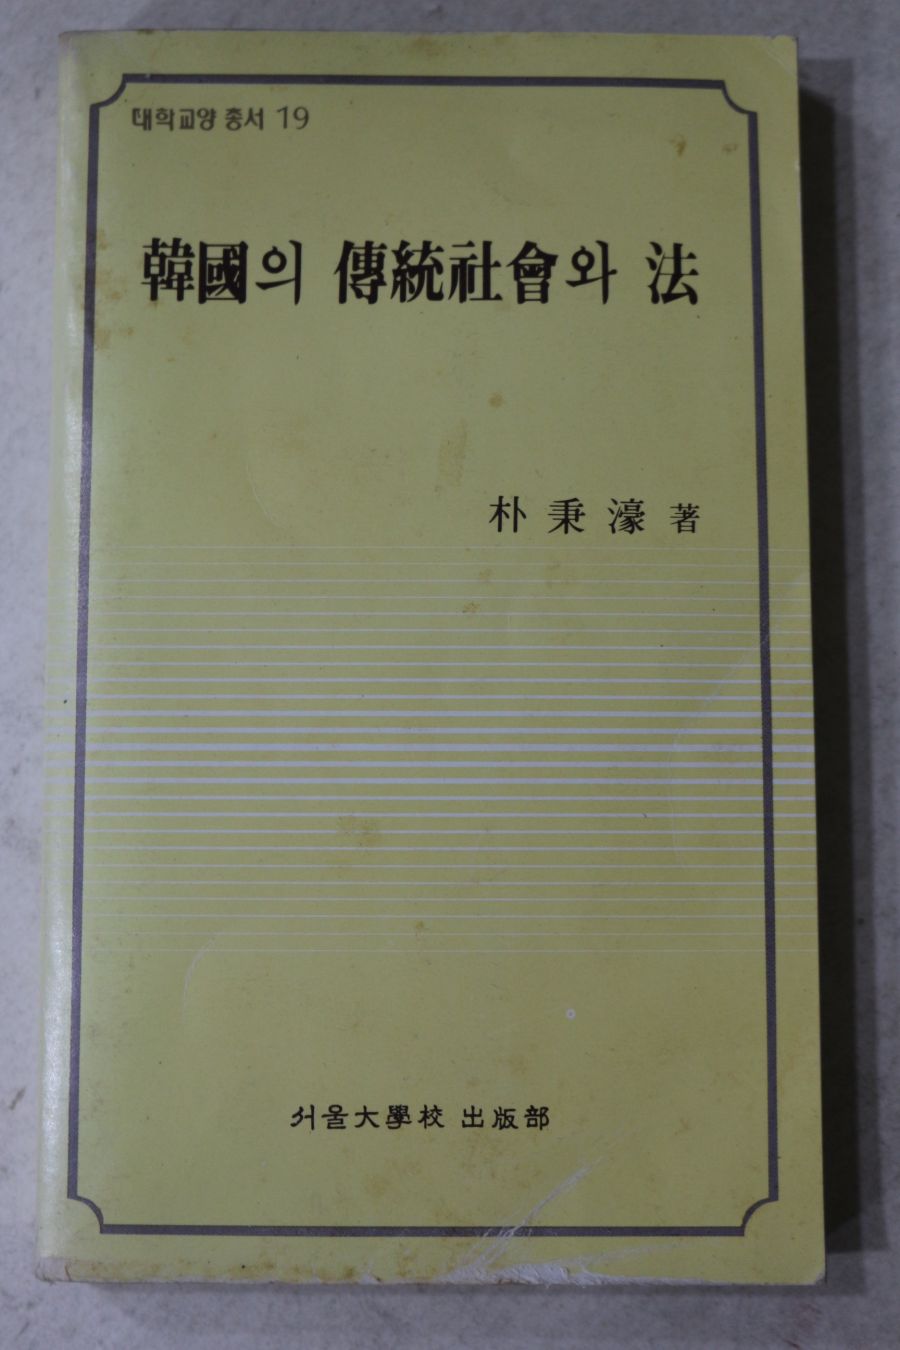 대학교양 총서 19
韓國의 傳統社會와 法
朴秉濠 著
서울大學校 出版部